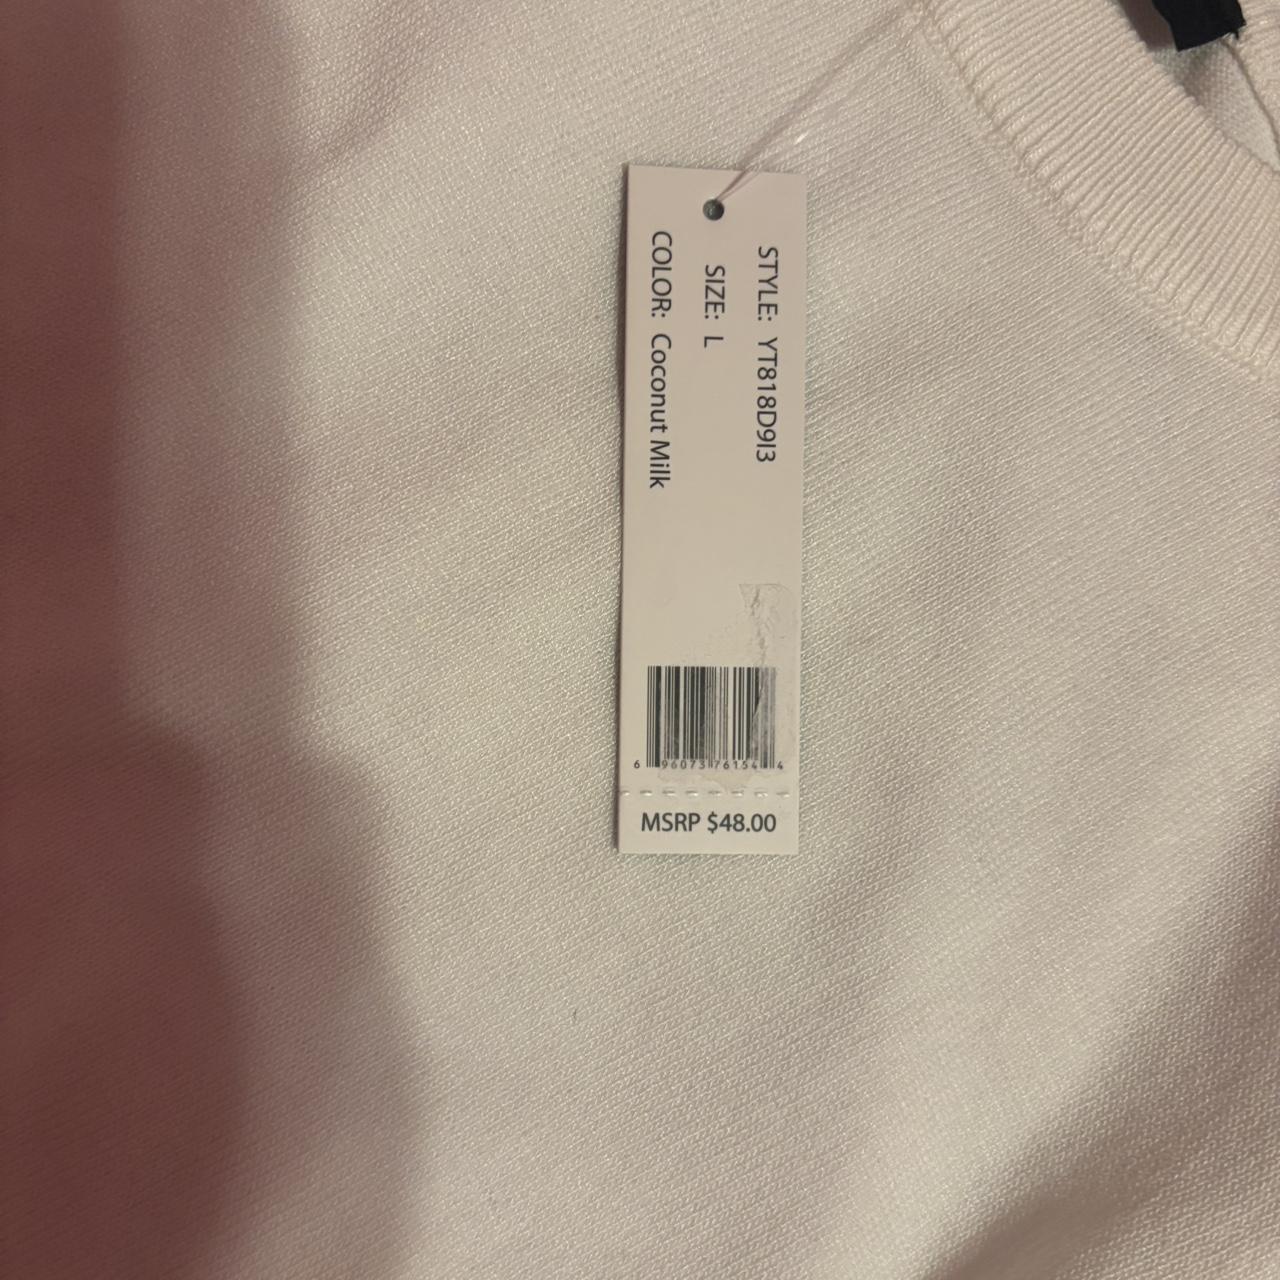 STYLE: YT818D9I3
SIZE: L
COLOR: Coconut Milk
6 96073 76154 4
MSRP $48.00